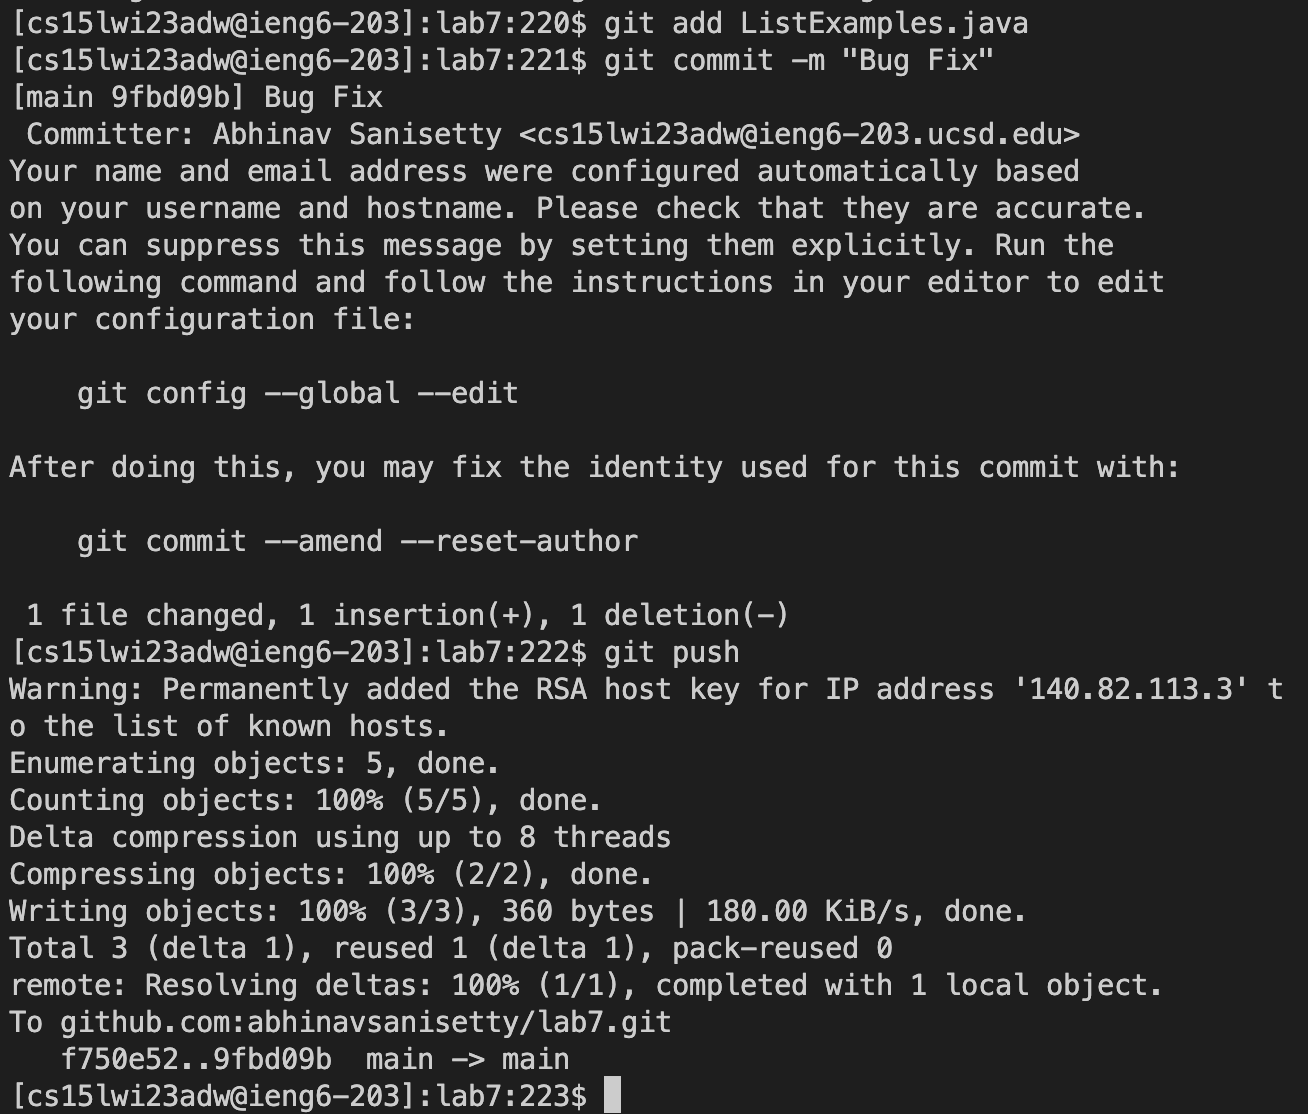 [cs15lwi23adw@ieng6-203]:lab7:220$ git add ListExamples.java
[cs15lwi23adw@ieng6-203]:lab7:221$ git commit -m "Bug Fix"
[main 9fbd09b] Bug Fix
 Committer: Abhinav Sanisetty <cs15lwi23adw@ieng6-203.ucsd.edu>
Your name and email address were configured automatically based
on your username and hostname. Please check that they are accurate.
You can suppress this message by setting them explicitly. Run the
following command and follow the instructions in your editor to edit
your configuration file:

    git config --global --edit

After doing this, you may fix the identity used for this commit with:

    git commit --amend --reset-author

 1 file changed, 1 insertion(+), 1 deletion(-)
[cs15lwi23adw@ieng6-203]:lab7:222$ git push
Warning: Permanently added the RSA host key for IP address '140.82.113.3' t
o the list of known hosts.
Enumerating objects: 5, done.
Counting objects: 100% (5/5), done.
Delta compression using up to 8 threads
Compressing objects: 100% (2/2), done.
Writing objects: 100% (3/3), 360 bytes | 180.00 KiB/s, done.
Total 3 (delta 1), reused 1 (delta 1), pack-reused 0
remote: Resolving deltas: 100% (1/1), completed with 1 local object.
To github.com:abhinavsanisetty/lab7.git
   f750e52..9fbd09b  main -> main
[cs15lwi23adw@ieng6-203]:lab7:223$